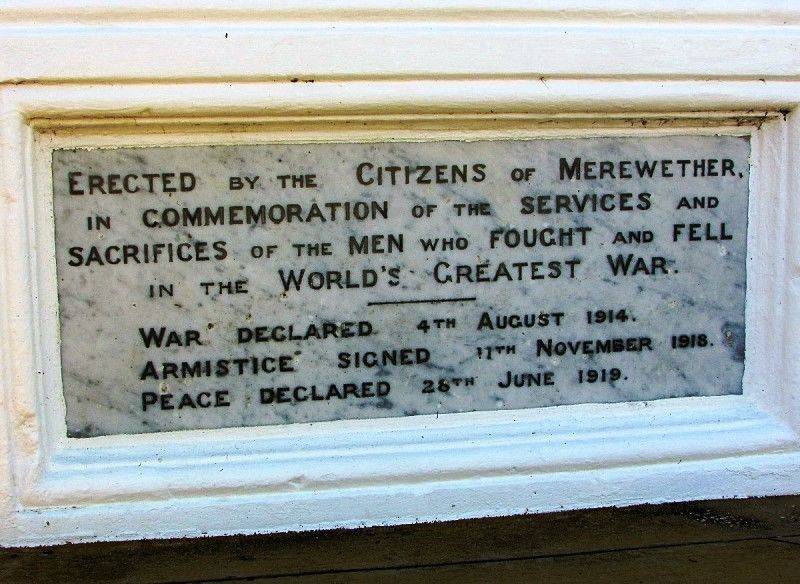 ERECTED BY THE CITIZENS OF MEREWETHER,
IN COMMEMORATION OF THE SERVICES AND
SACRIFICES OF THE MEN WHO FOUGHT AND FELL
IN THE WORLD'S GREATEST WAR.
WAR DECLARED 4TH AUGUST 1914.
ARMISTICE SIGNED 11TH NOVEMBER 1918.
PEACE DECLARED 28TH JUNE 1919.